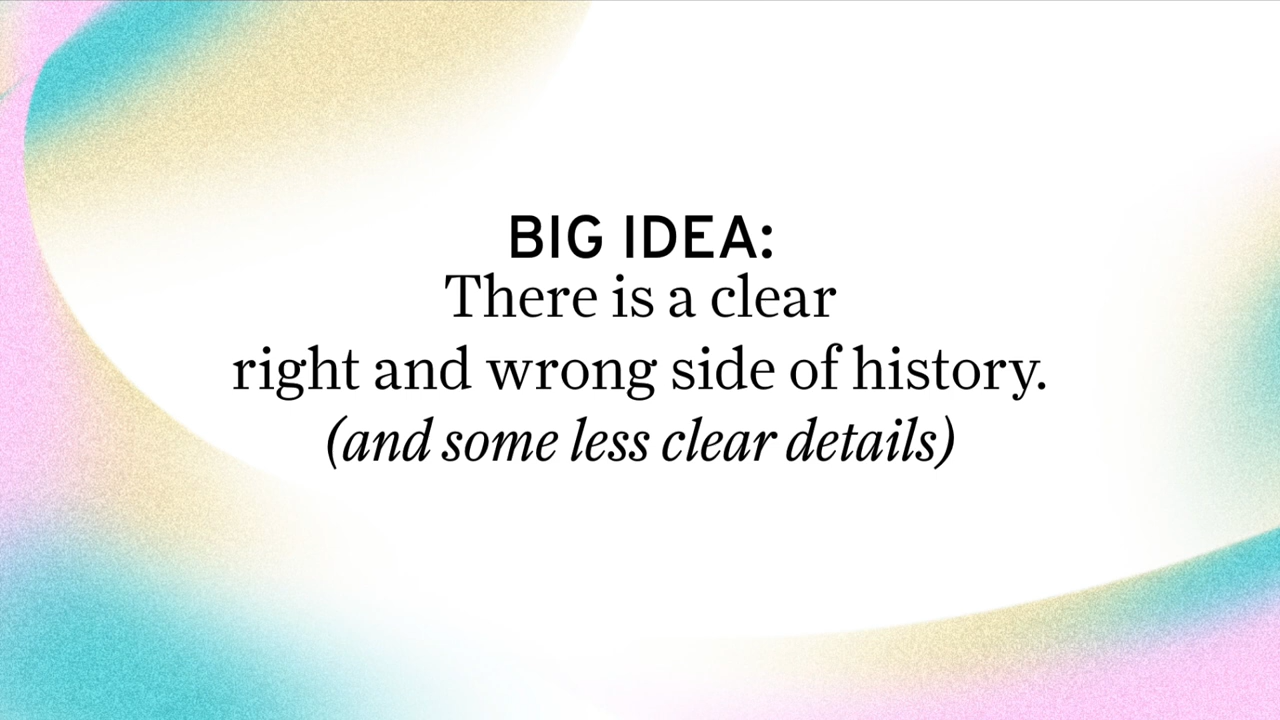 BIG IDEA:
There is a clear
right and wrong side of history.
(and some less clear details)